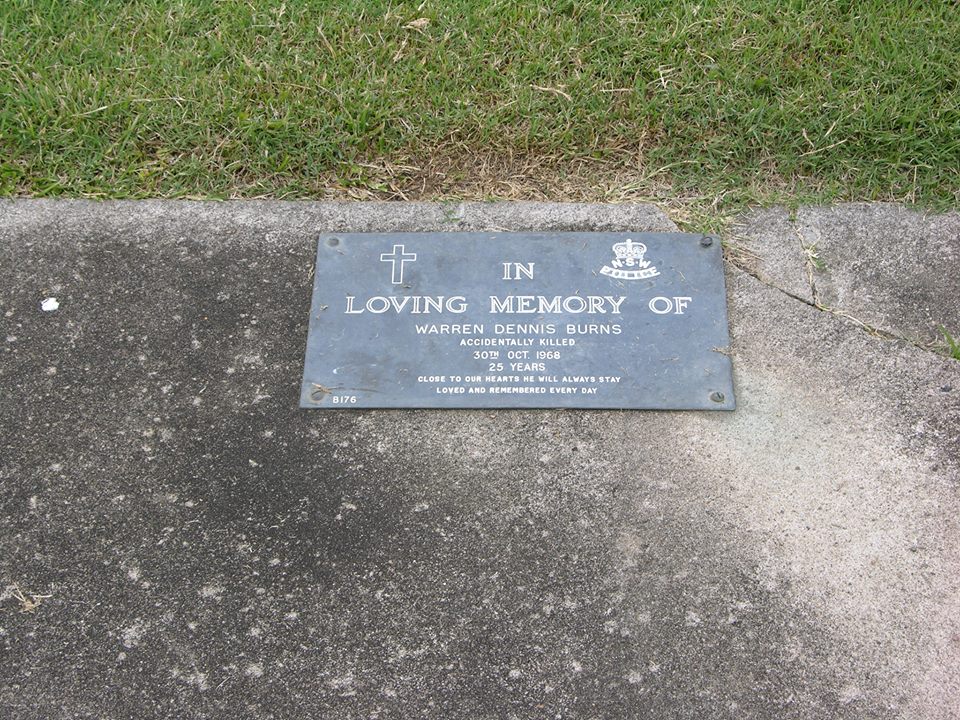 IN
N S W
LOVING MEMORY OF
WARREN DENNIS BURNS
ACCIDENTALLY KILLED
30TH OCT. 1968
25 YEARS
CLOSE TO OUR HEARTS HE WILL ALWAYS STAY
LOVED AND REMEMBERED EVERY DAY
B176